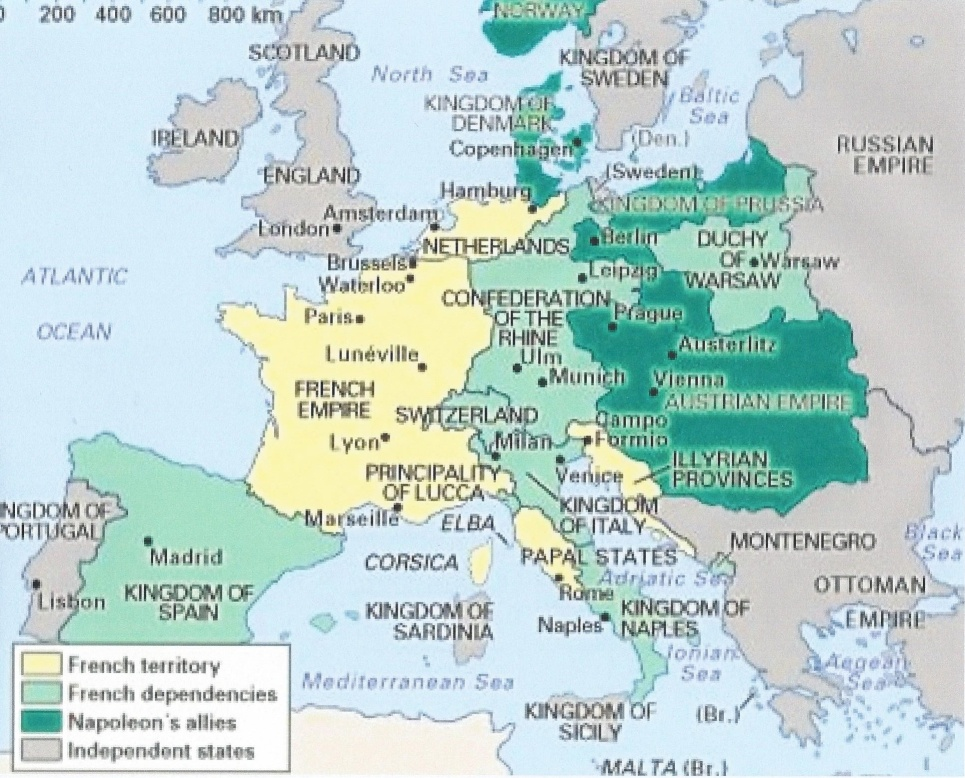 0 200 400 600 800 km
NORWAY
SCOTLAND
KINGDOM OF
SWEDEN
North Sea
Baltic
Sea
KINGDOM OF
DENMARK
(Den.)
Copenhagen
IRELAND
RUSSIAN
EMPIRE
(Sweden)
ENGLAND
Hamburg
KINGDOM OF PRUSSIA
Amsterdam
London
Berlin
DUCHY
OF
WARSAW
Warsaw
NETHERLANDS
Brussels
Leipzig
Waterloo
ATLANTIC
OCEAN
CONFEDERATION
OF THE
RHINE
Paris
Prague
Austerlitz
Lunéville
Ulm
Munich
Vienna
FRENCH
EMPIRE
AUSTRIAN EMPIRE
SWITZERLAND
Campo
Formio
Lyon
Milan
ILLYRIAN
PROVINCES
PRINCIPALITY
OF LUCCA
Venice
KINGDOM
OF ITALY
NGDOM OF
PORTUGAL
Marseille
ELBA
Black
Sea
MONTENEGRO
Madrid
CORSICA
PAPAL STATES
Adriatic Sea
OTTOMAN
EMPIRE
Rome
Lisbon
KINGDOM OF
SPAIN
KINGDOM OF
SARDINIA
Naples
KINGDOM OF
NAPLES
Ionian
Sea
Aegean
Sea
French territory
French dependencies
Napoleon's allies
Independent states
Mediterranean Sea
KINGDOM OF
SICILY
(Br.)
MALTA (Br.)